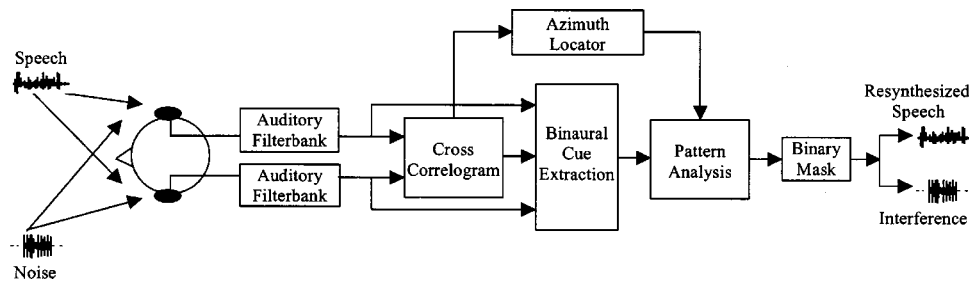 Speech
Noise
Auditory
Filterbank
Auditory
Filterbank
Cross
Correlogram
Azimuth
Locator
Binaural
Cue
Extraction
Pattern
Analysis
Binary
Mask
Resynthesized
Speech
Interference